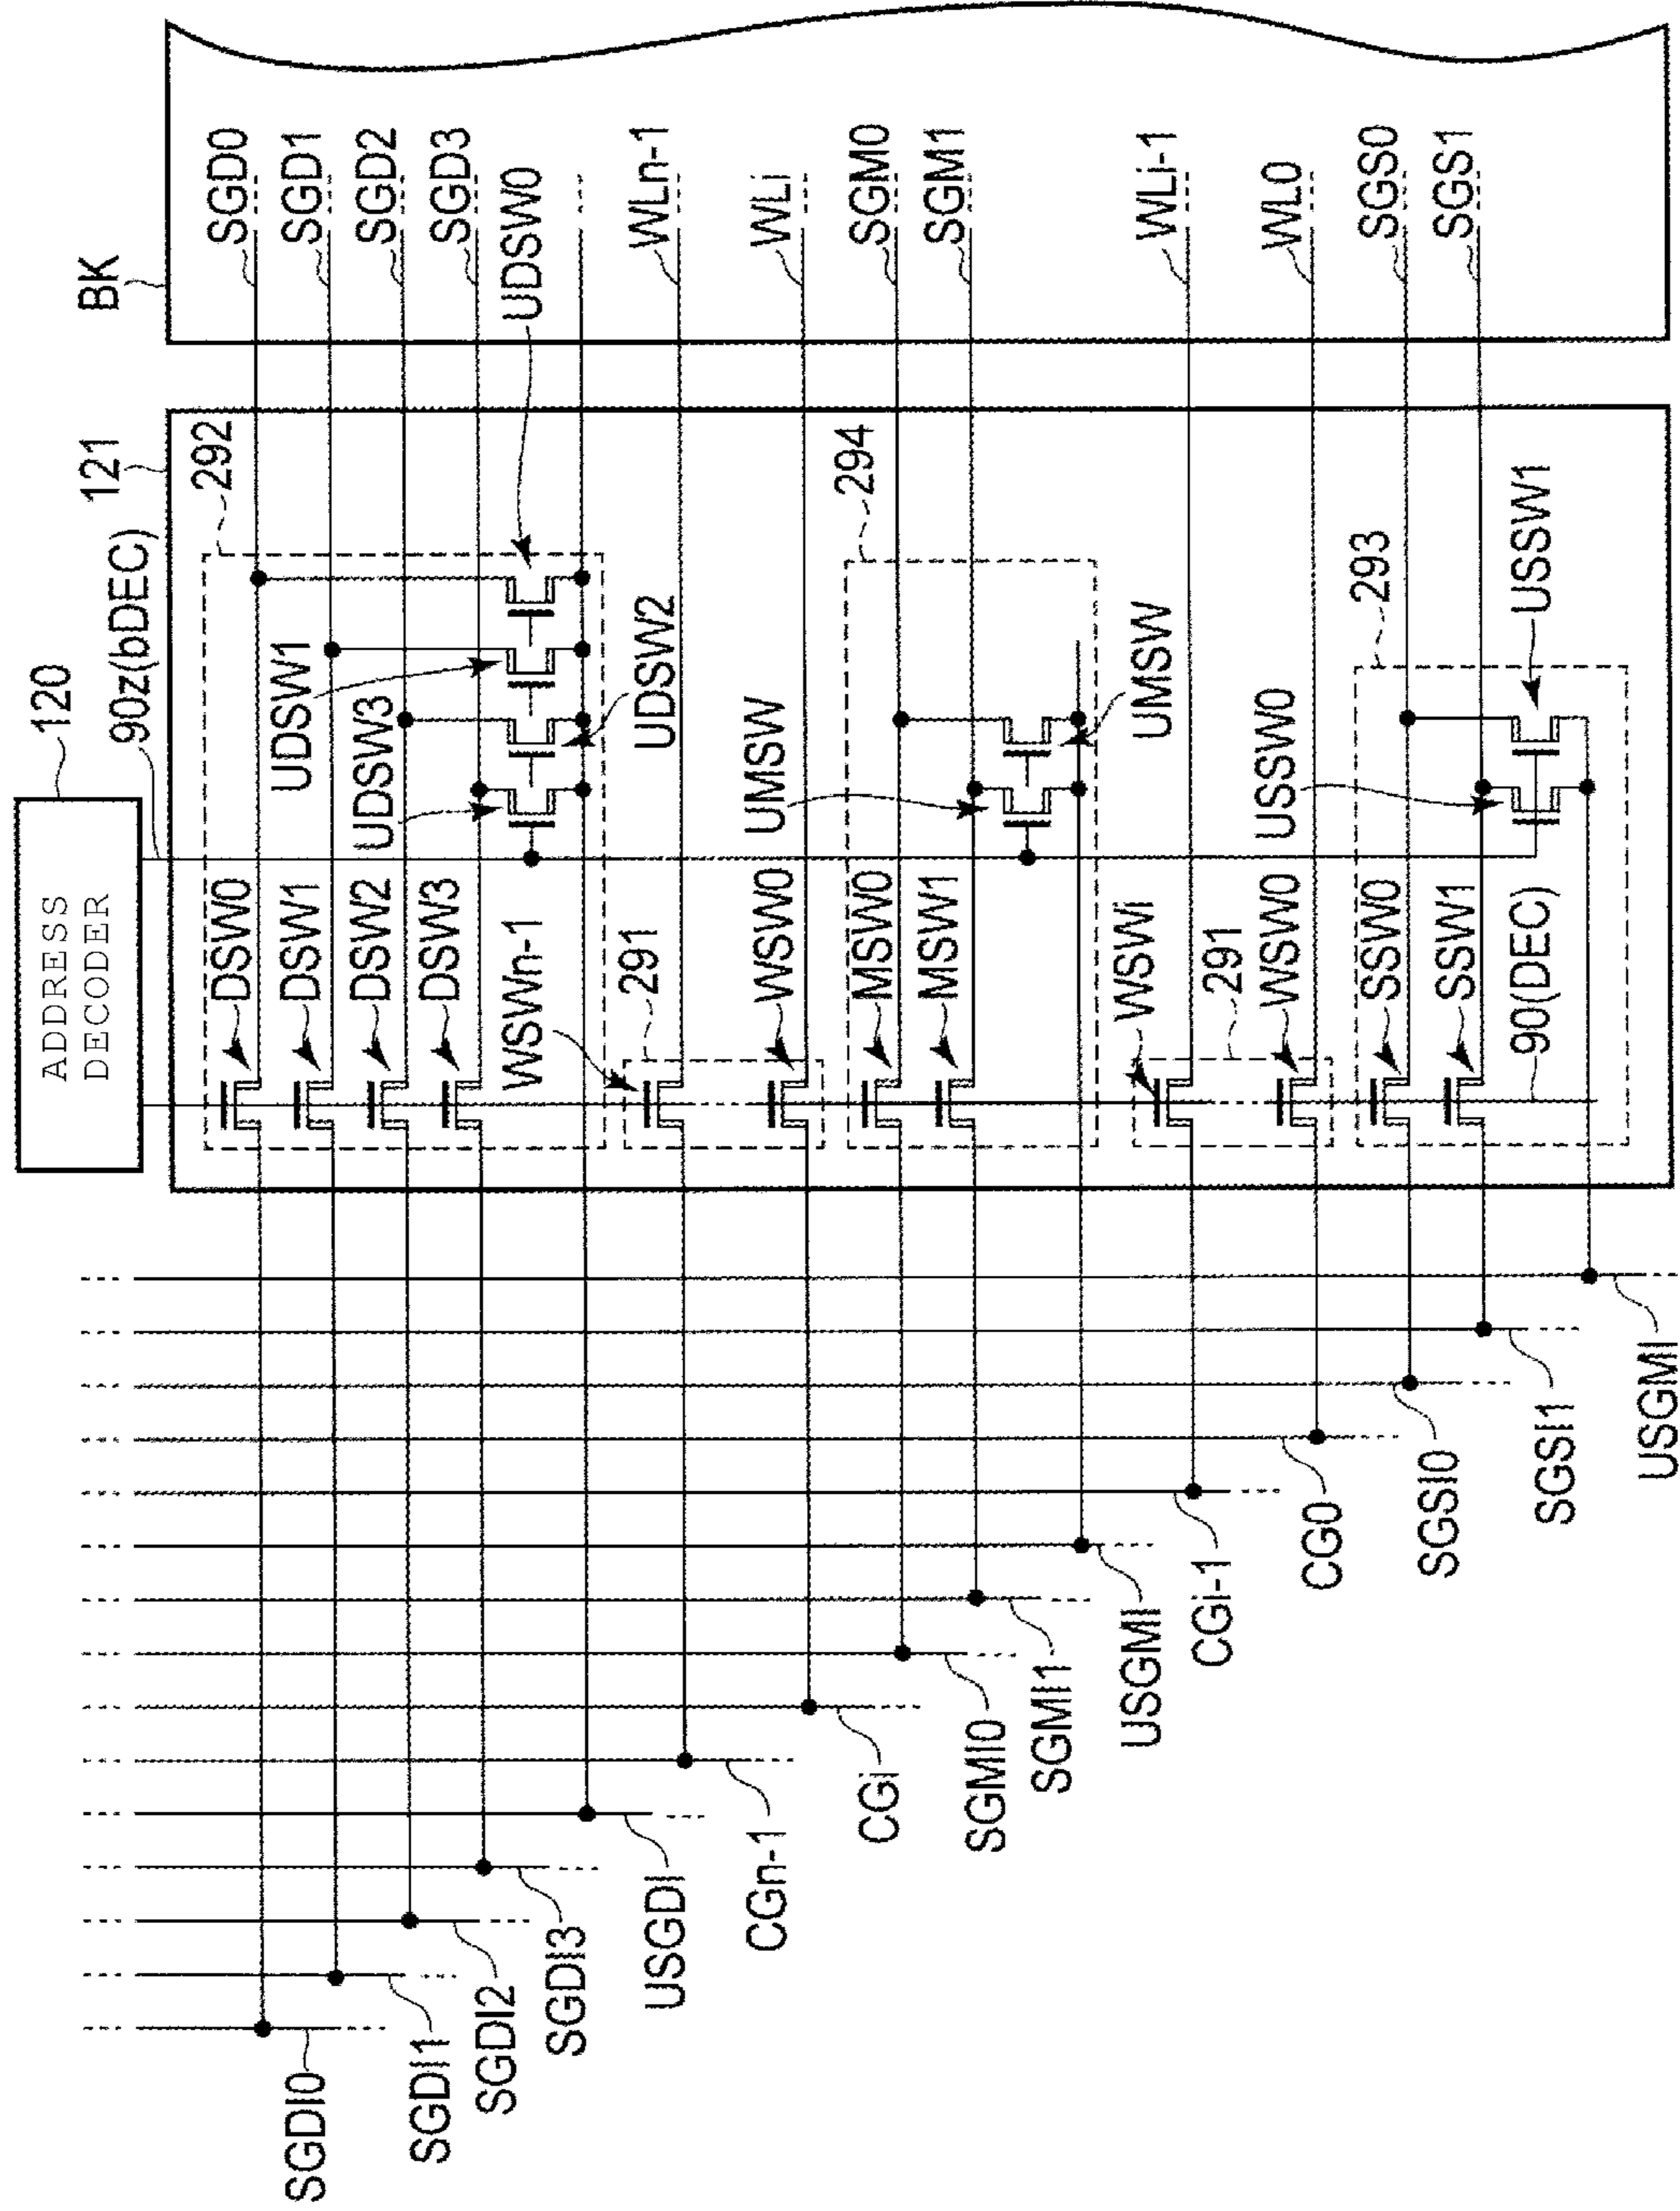 BK
SGD0
SGD1
SGD2
SGD3
UDSW0
WLn-1
WLi
SGM0
SGM1
WLi-1
WL0
SGS0
SGS1
121
120
90z(bDEC)
ADDRESS
DECODER
292
294
293
UDSW1
UDSW3
UDSW2
UMSW
UMSW
USSW0
USSW1
DSW0
DSW1
DSW2
DSW3
WSWn-1
291
WSW0
MSW0
MSW1
WSWi
291
WSW0
SSW0
SSW1
90(DEC)
SGDI0
SGDI1
SGDI2
SGDI3
USGDI
CGn-1
CGi
SGMI0
SGMI1
USGMI
CGi-1
CG0
SGSI0
SGSI1
USGMI